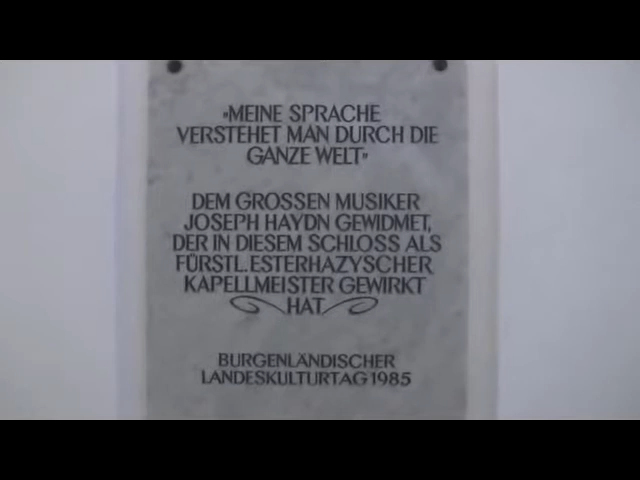 »MEINE SPRACHE
VERSTEHET MAN DURCH DIE
GANZE WELT«
DEM GROSSEN MUSIKER
JOSEPH HAYDN GEWIDMET,
DER IN DIESEM SCHLOSS ALS
FÜRSTL. ESTERHAZYSCHER
KAPELLMEISTER GEWIRKT
HAT
BURGENLÄNDISCHER
LANDESKULTURTAG 1985